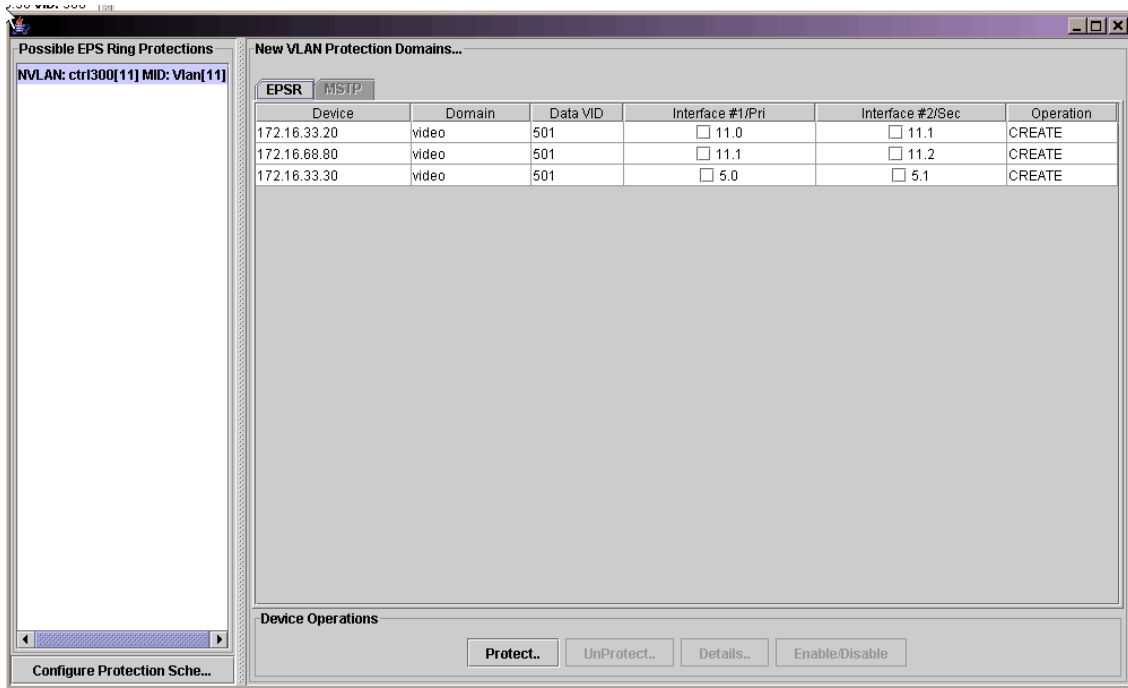 VID: 300
Possible EPS Ring Protections
NVLAN: ctrl300[11] MID: Vlan[11]
Configure Protection Sche...
New VLAN Protection Domains...
EPSR MSTP
Device Domain Data VID Interface #1/Pri Interface #2/Sec Operation
172.16.33.20 video 501 11.0 11.1 CREATE
172.16.68.80 video 501 11.1 11.2 CREATE
172.16.33.30 video 501 5.0 5.1 CREATE
Device Operations
Protect.. UnProtect.. Details.. Enable/Disable